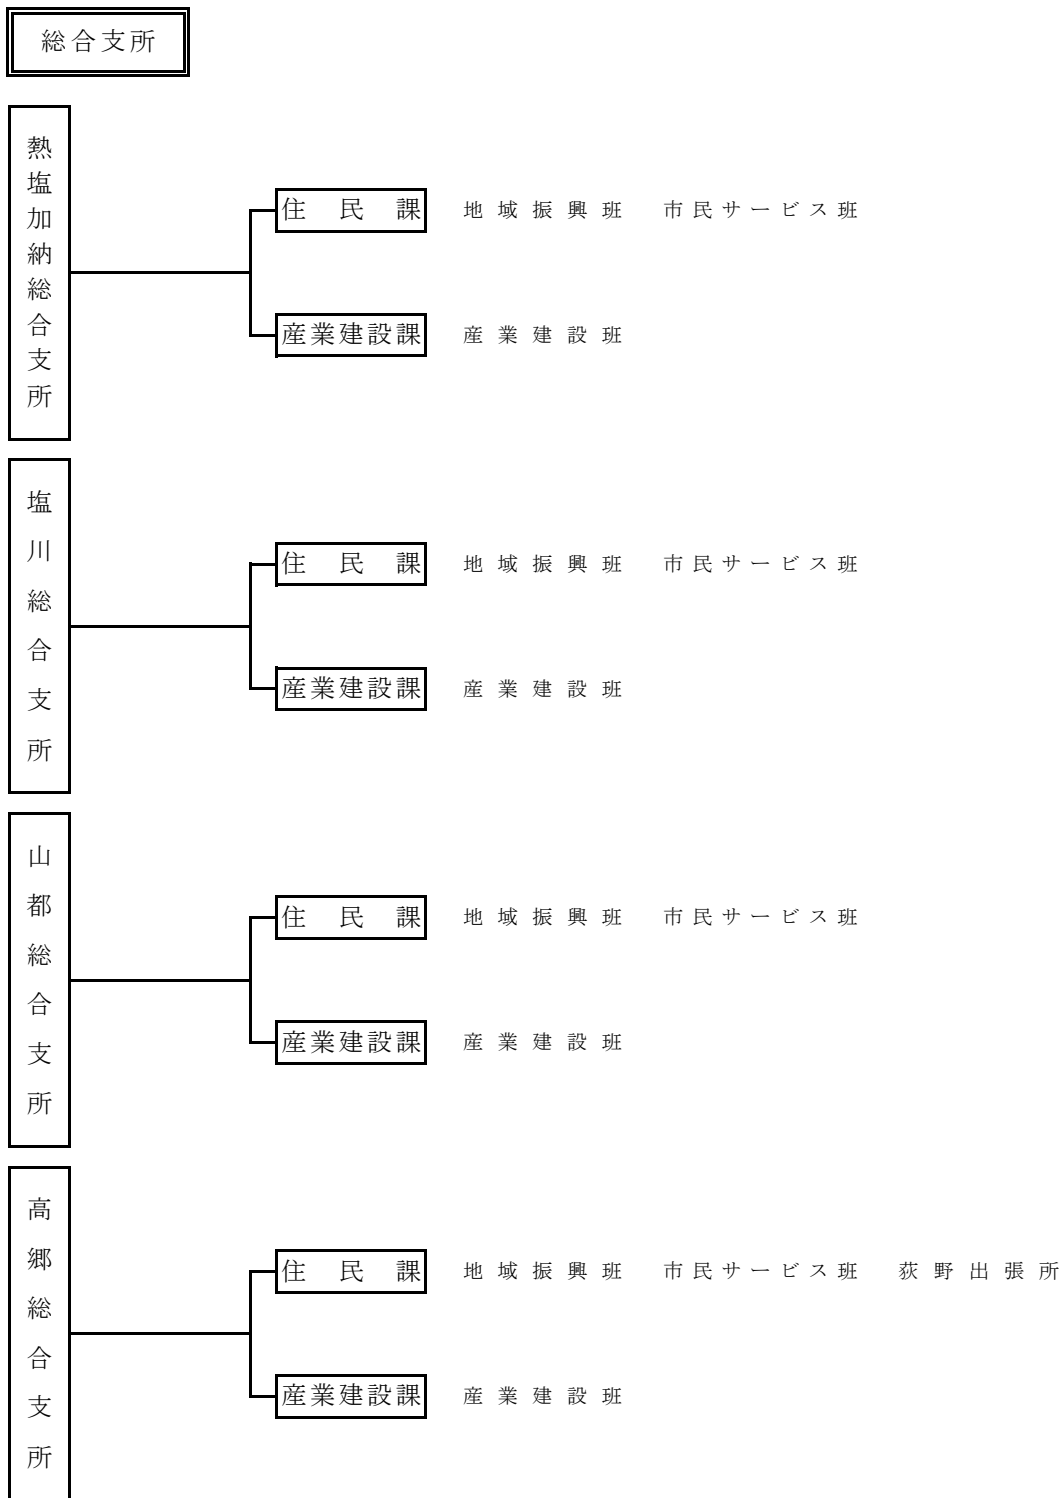 総合支所
熱塩加納総合支所
住民課 地域振興班 市民サービス班
産業建設課 産業建設班
塩川総合支所
住民課 地域振興班 市民サービス班
産業建設課 産業建設班
山都総合支所
住民課 地域振興班 市民サービス班
産業建設課 産業建設班
高郷総合支所
住民課 地域振興班 市民サービス班 荻野出張所
産業建設課 産業建設班